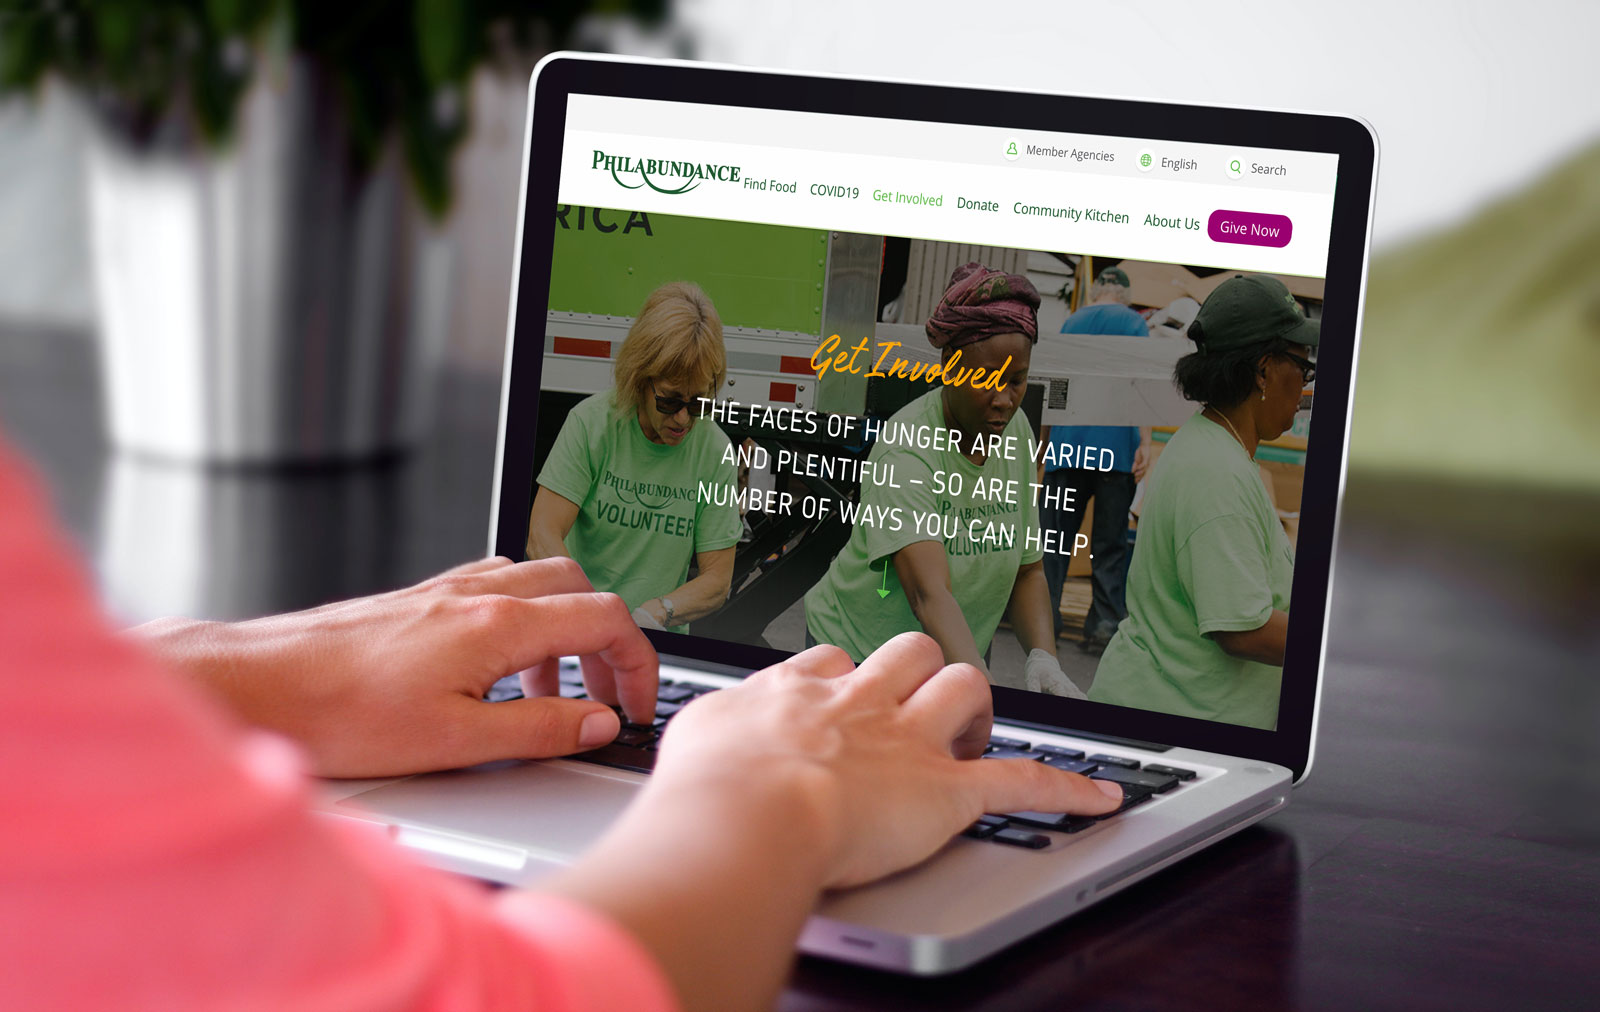 Member Agencies English Search
PHILABUNDANCE
Find Food COVID19 Get Involved Donate Community Kitchen About Us Give Now
RICA
Get Involved
THE FACES OF HUNGER ARE VARIED
AND PLENTIFUL – SO ARE THE
NUMBER OF WAYS YOU CAN HELP.
PHILABUNDANCE
VOLUNTEER
PHILABUNDANCE
VOLUNTEER